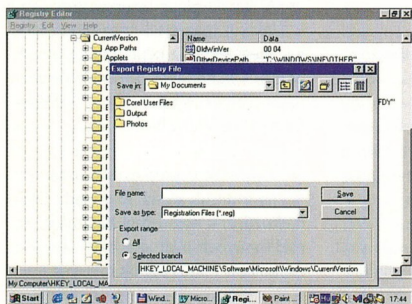 Registry Editor
Registry Edit View Help
CurrentVersion
App Paths
Applets
Name Data
OldWinVer 00 04
OtherDevicePath "C:\WINDOWS\INF\OTHER"
Export Registry File
Save in: My Documents
Corel User Files
Output
Photos
FDY"
File name: Save
Save as type: Registration Files (*.reg) Cancel
Export range
All
Selected branch
HKEY_LOCAL_MACHINE\Software\Microsoft\Windows\CurrentVersion
My Computer\HKEY_LOCAL_MA
Start Wind... Micro... Regi... Paint ... 17:44